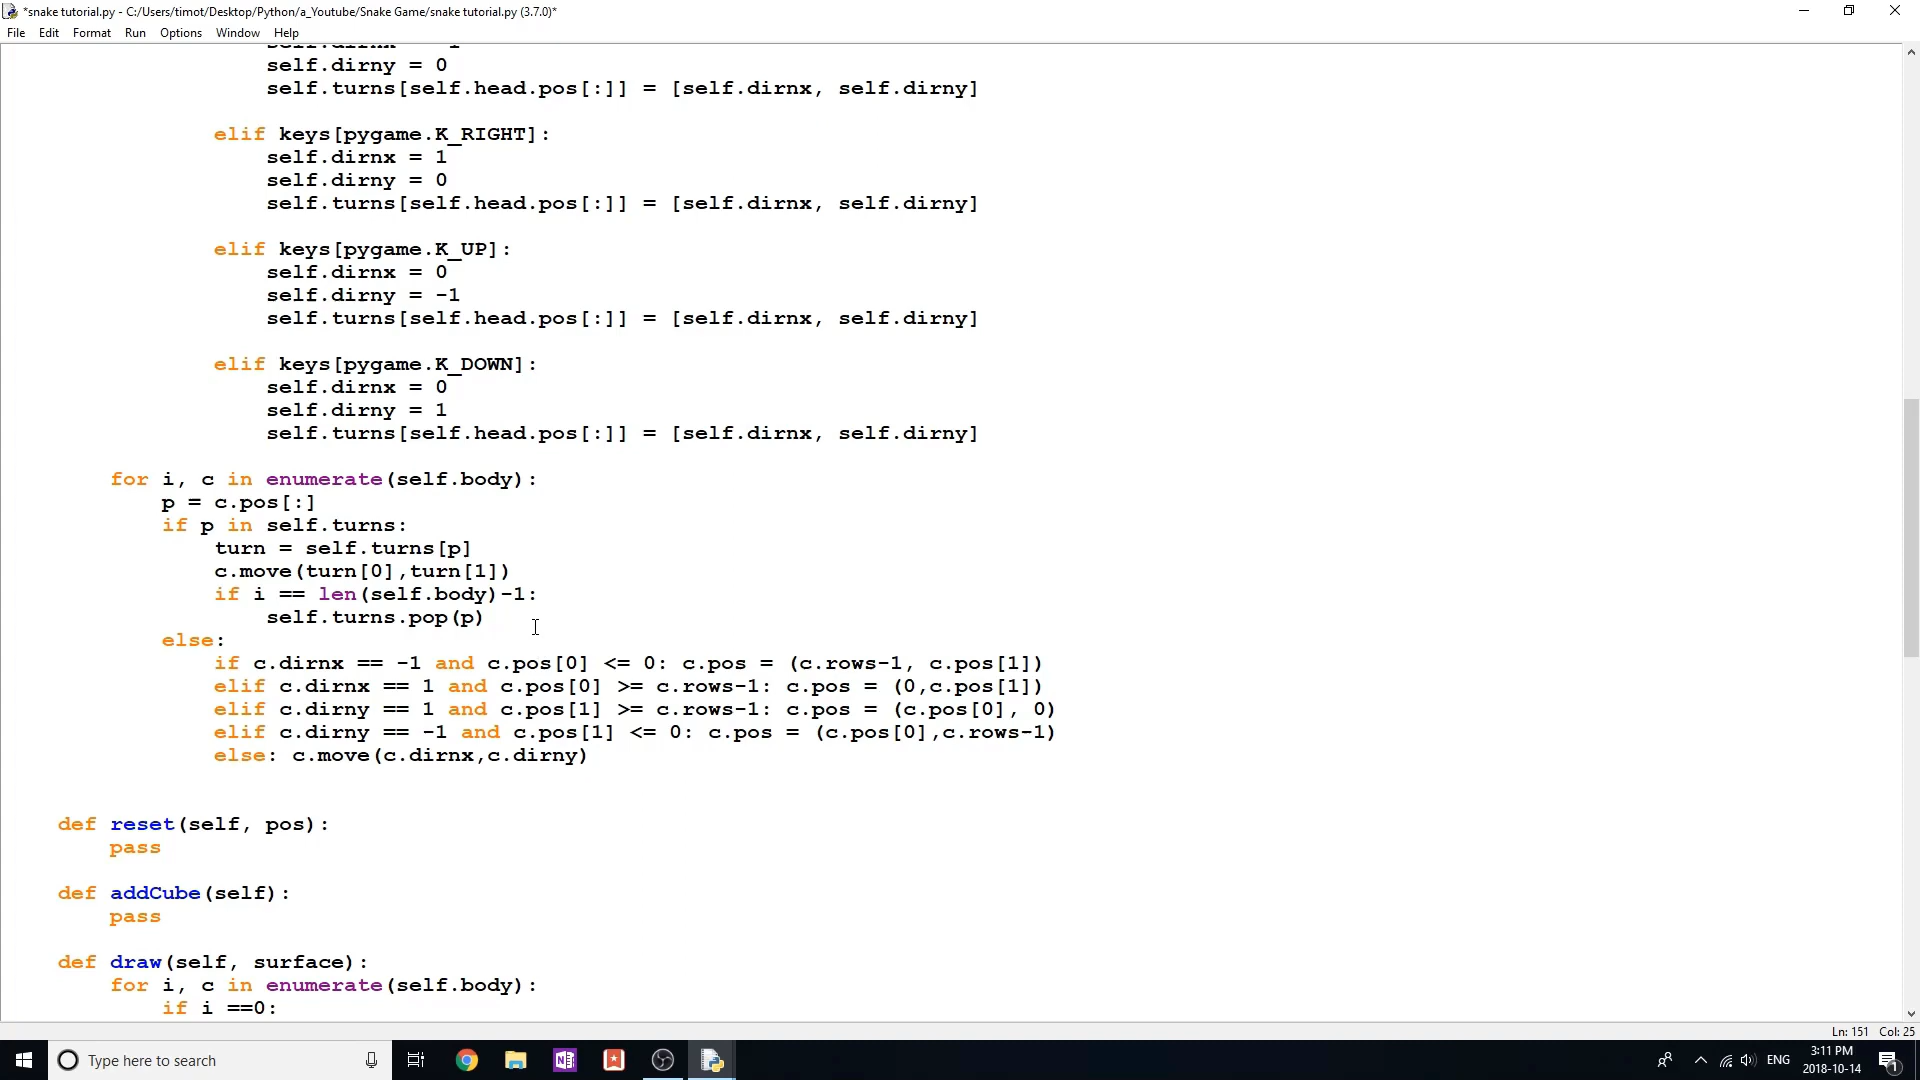 *snake tutorial.py - C:/Users/timot/Desktop/Python/a_Youtube/Snake Game/snake tutorial.py (3.7.0)*
File Edit Format Run Options Window Help
self.dirny = 0
self.turns[self.head.pos[:]] = [self.dirnx, self.dirny]
elif keys[pygame.K_RIGHT]:
self.dirnx = 1
self.dirny = 0
self.turns[self.head.pos[:]] = [self.dirnx, self.dirny]
elif keys[pygame.K_UP]:
self.dirnx = 0
self.dirny = -1
self.turns[self.head.pos[:]] = [self.dirnx, self.dirny]
elif keys[pygame.K_DOWN]:
self.dirnx = 0
self.dirny = 1
self.turns[self.head.pos[:]] = [self.dirnx, self.dirny]
for i, c in enumerate(self.body):
p = c.pos[:]
if p in self.turns:
turn = self.turns[p]
c.move(turn[0],turn[1])
if i == len(self.body)-1:
self.turns.pop(p)
else:
if c.dirnx == -1 and c.pos[0] <= 0: c.pos = (c.rows-1, c.pos[1])
elif c.dirnx == 1 and c.pos[0] >= c.rows-1: c.pos = (0,c.pos[1])
elif c.dirny == 1 and c.pos[1] >= c.rows-1: c.pos = (c.pos[0], 0)
elif c.dirny == -1 and c.pos[1] <= 0: c.pos = (c.pos[0],c.rows-1)
else: c.move(c.dirnx,c.dirny)
def reset(self, pos):
pass
def addCube(self):
pass
def draw(self, surface):
for i, c in enumerate(self.body):
if i ==0:
Ln: 151 Col: 25
Type here to search
ENG
3:11 PM
2018-10-14
1